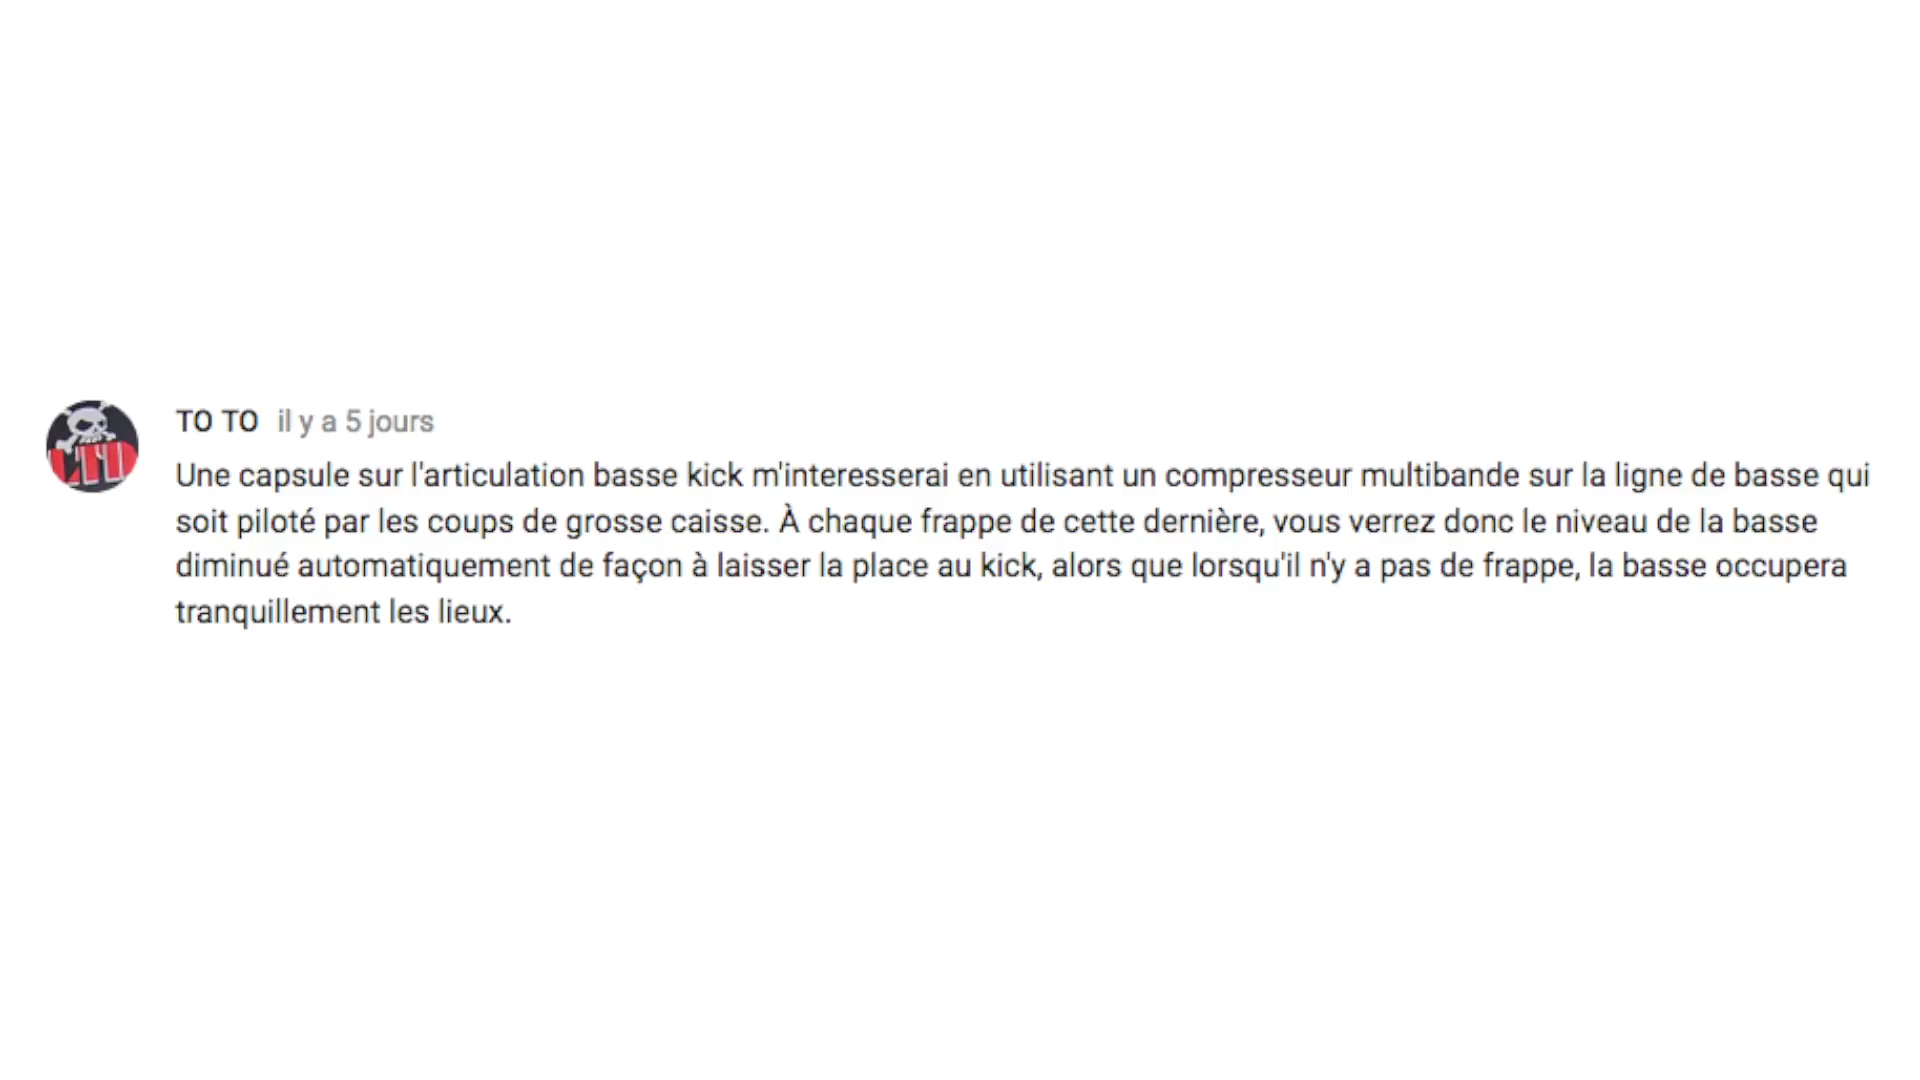 TO TO il y a 5 jours
Une capsule sur l'articulation basse kick m'interesserai en utilisant un compresseur multibande sur la ligne de basse qui
soit piloté par les coups de grosse caisse. À chaque frappe de cette dernière, vous verrez donc le niveau de la basse
diminué automatiquement de façon à laisser la place au kick, alors que lorsqu'il n'y a pas de frappe, la basse occupera
tranquillement les lieux.